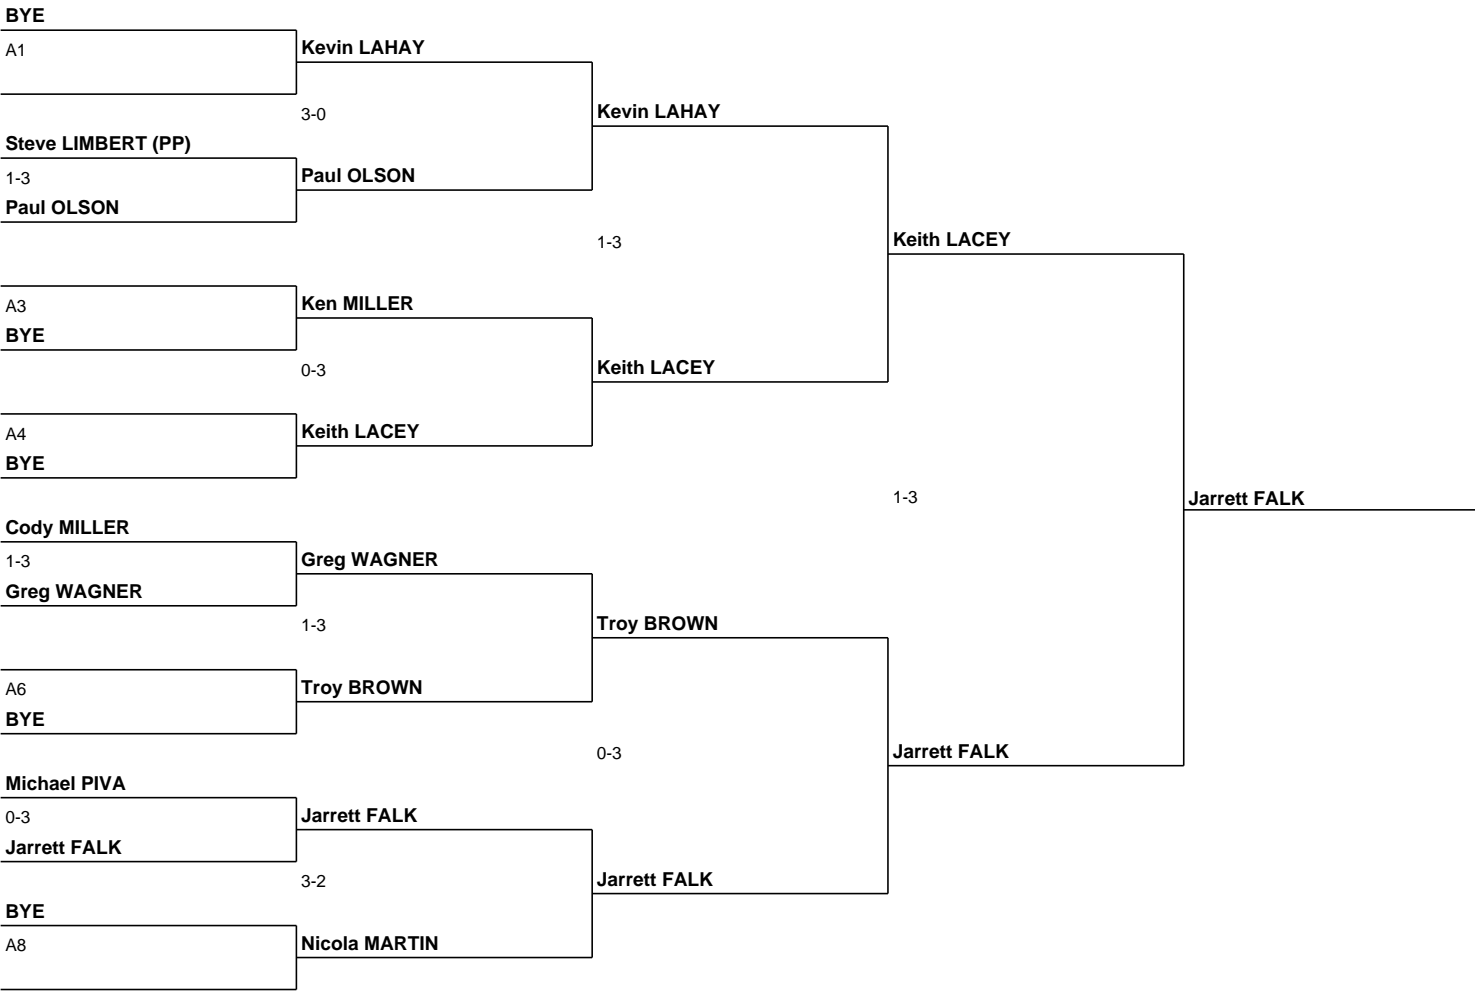 BYE
A1
Kevin LAHAY
3-0
Kevin LAHAY
Steve LIMBERT (PP)
1-3
Paul OLSON
Paul OLSON
1-3
Keith LACEY
A3
Ken MILLER
BYE
0-3
Keith LACEY
A4
Keith LACEY
BYE
1-3
Jarrett FALK
Cody MILLER
1-3
Greg WAGNER
Greg WAGNER
1-3
Troy BROWN
A6
Troy BROWN
BYE
0-3
Jarrett FALK
Michael PIVA
0-3
Jarrett FALK
Jarrett FALK
3-2
Jarrett FALK
BYE
A8
Nicola MARTIN